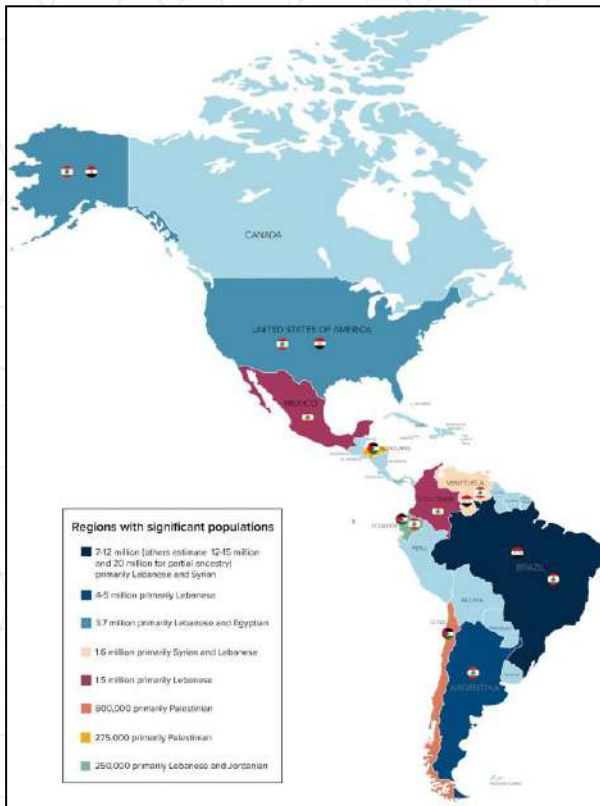 CANADA
UNITED STATES OF AMERICA
MEXICO
HONDURAS
VENEZUELA
COLOMBIA
ECUADOR
PERU
BRAZIL
BOLIVIA
CHILE
ARGENTINA
Regions with significant populations
7-12 million (others estimate 12-15 million
and 20 million for partial ancestry)
primarily Lebanese and Syrian
4-5 million primarily Lebanese
3.7 million primarily Lebanese and Egyptian
1.6 million primarily Syrian and Lebanese
1.5 million primarily Lebanese
800,000 primarily Palestinian
275,000 primarily Palestinian
250,000 primarily Lebanese and Jordanian